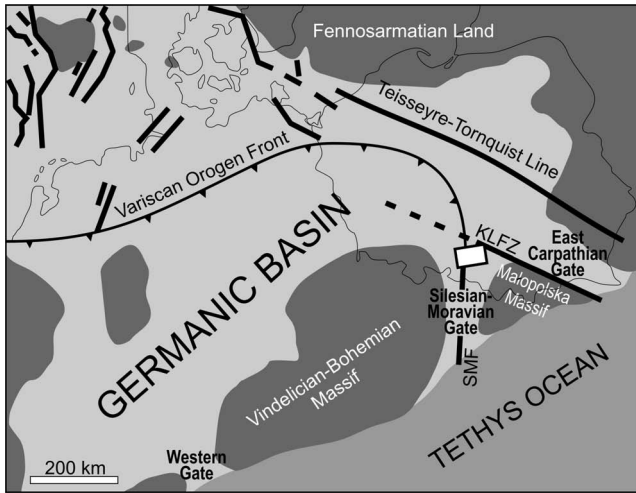 Fennosarmatian Land
Teisseyre-Tornquist Line
Variscan Orogen Front
GERMANIC BASIN
KLFZ
East
Carpathian
Gate
Małopolska
Massif
Silesian-
Moravian
Gate
SMF
Vindelician-Bohemian
Massif
TETHYS OCEAN
Western
Gate
200 km